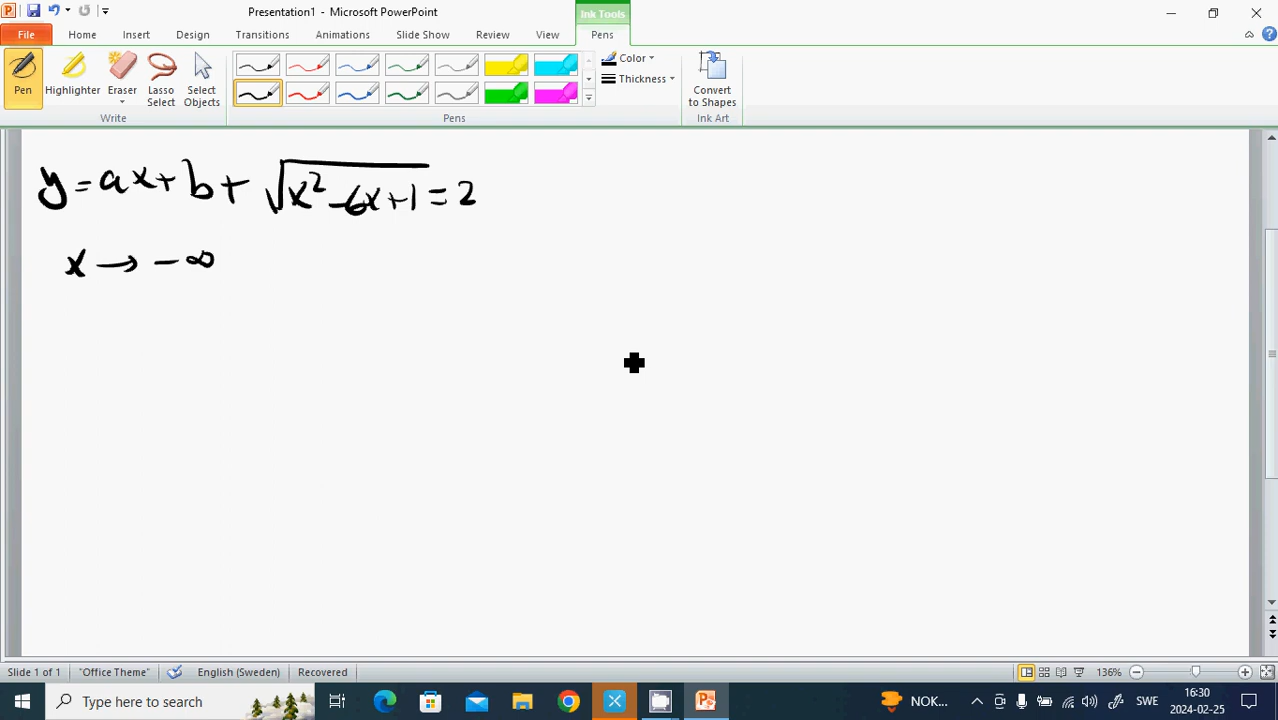 Presentation1 - Microsoft PowerPoint
Ink Tools
File Home Insert Design Transitions Animations Slide Show Review View Pens
Pen Highlighter Eraser Lasso Select Select Objects
Color
Thickness
Convert to Shapes
Write Pens Ink Art
y = ax + b + √(x² - 6x + 1) = 2
x → - ∞
Slide 1 of 1 "Office Theme" English (Sweden) Recovered 136%
Type here to search NOK... SWE 16:30
2024-02-25